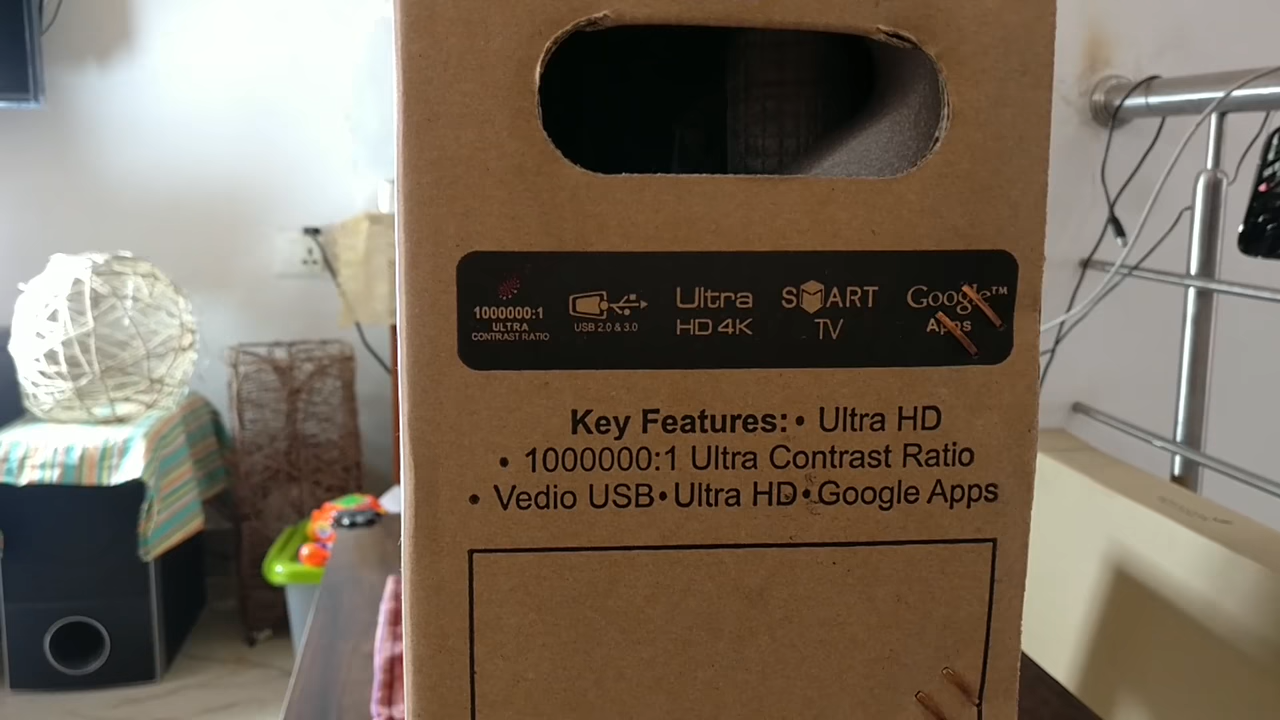 1000000:1
ULTRA
CONTRAST RATIO
USB 2.0 & 3.0
Ultra
HD 4K
SMART
TV
Google™
Apps
Key Features: • Ultra HD
• 1000000:1 Ultra Contrast Ratio
• Vedio USB • Ultra HD • Google Apps